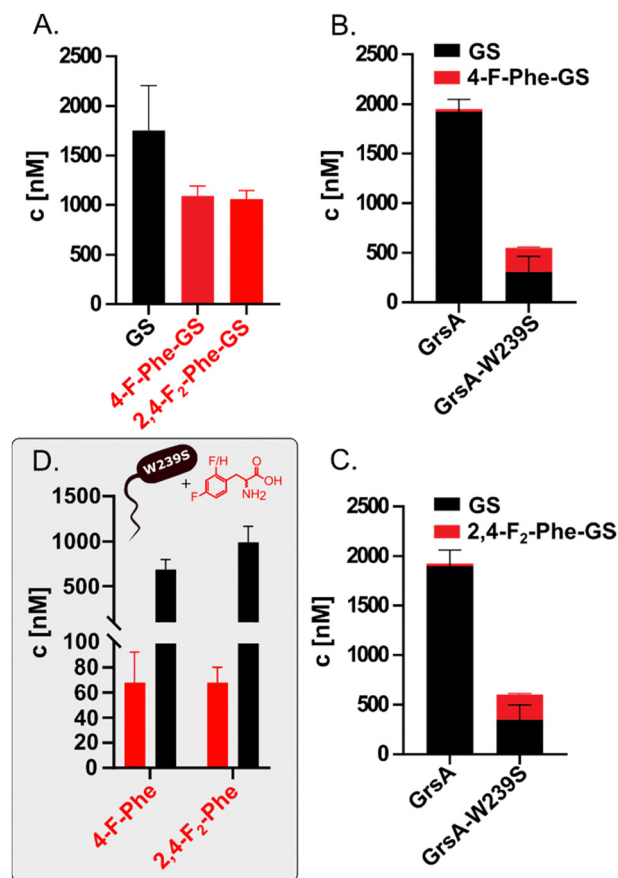 A.
2500
2000
1500
1000
500
0
c [nM]
GS
4-F-Phe-GS
2,4-F₂-Phe-GS
B.
GS
4-F-Phe-GS
2500
2000
1500
1000
500
0
c [nM]
GrsA
GrsA-W239S
D.
W239S
+
F/H
F
O
OH
NH2
1500
1000
500
100
80
60
40
20
0
c [nM]
4-F-Phe
2,4-F₂-Phe
C.
GS
2,4-F₂-Phe-GS
2500
2000
1500
1000
500
0
c [nM]
GrsA
GrsA-W239S